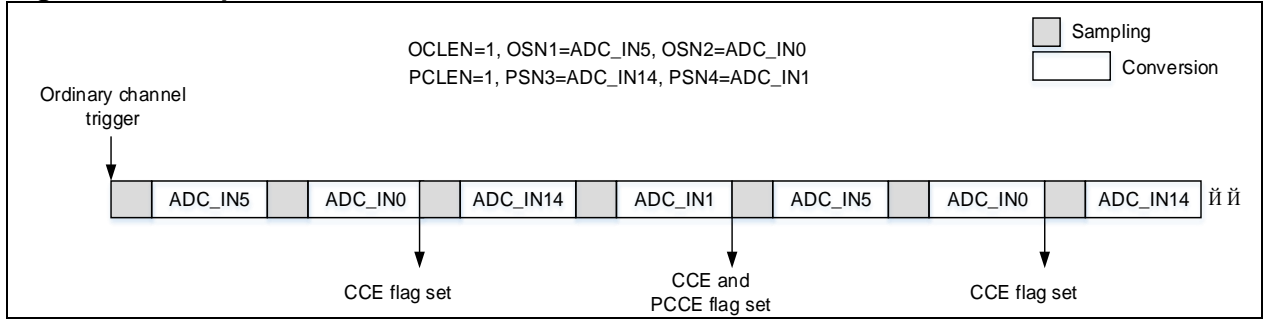 OCLEN=1, OSN1=ADC_IN5, OSN2=ADC_IN0
PCLEN=1, PSN3=ADC_IN14, PSN4=ADC_IN1
Sampling
Conversion
Ordinary channel
trigger
ADC_IN5 ADC_IN0 ADC_IN14 ADC_IN1 ADC_IN5 ADC_IN0 ADC_IN14 Й Й
CCE flag set
CCE and
PCCE flag set
CCE flag set